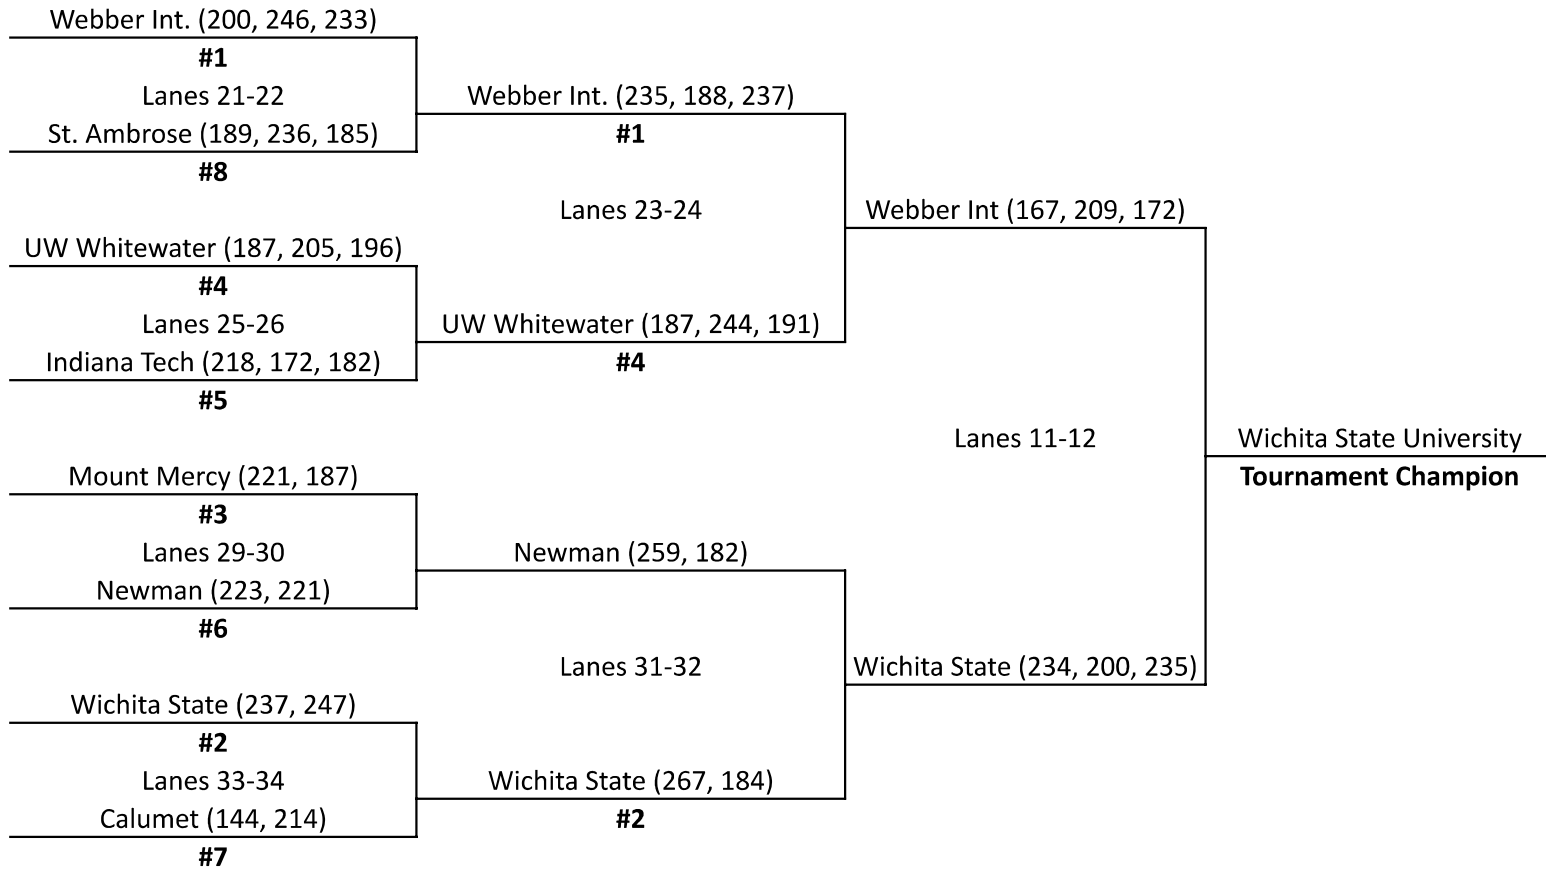 Webber Int. (200, 246, 233)
#1
Lanes 21-22
St. Ambrose (189, 236, 185)
#8
UW Whitewater (187, 205, 196)
#4
Lanes 25-26
Indiana Tech (218, 172, 182)
#5
Mount Mercy (221, 187)
#3
Lanes 29-30
Newman (223, 221)
#6
Wichita State (237, 247)
#2
Lanes 33-34
Calumet (144, 214)
#7
Webber Int. (235, 188, 237)
#1
Lanes 23-24
UW Whitewater (187, 244, 191)
#4
Newman (259, 182)
Lanes 31-32
Wichita State (267, 184)
#2
Webber Int (167, 209, 172)
Lanes 11-12
Wichita State (234, 200, 235)
Wichita State University
Tournament Champion